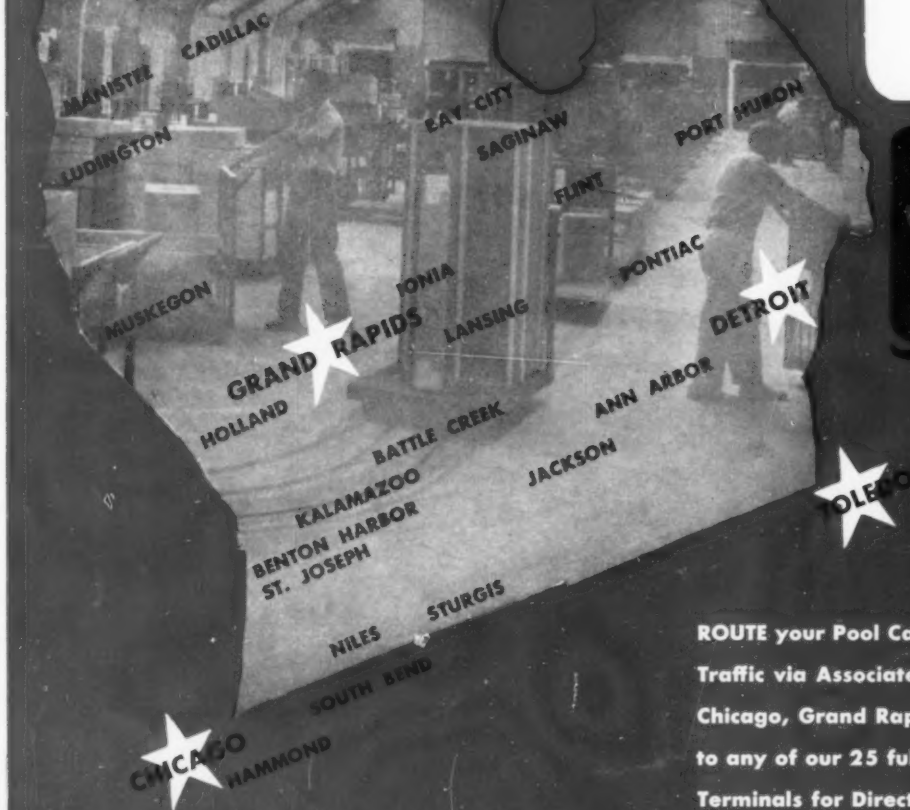 CADILLAC
MANISTEE
BAY CITY
PORT HURON
SAGINAW
LUDINGTON
FLINT
PONTIAC
IONIA
MUSKEGON
DETROIT
LANSING
GRAND RAPIDS
ANN ARBOR
HOLLAND
BATTLE CREEK
JACKSON
KALAMAZOO
TOLEDO
BENTON HARBOR
ST. JOSEPH
STURGIS
NILES
SOUTH BEND
CHICAGO
HAMMOND
ROUTE your Pool Ca
Traffic via Associate
Chicago, Grand Rap
to any of our 25 ful
Terminals for Direct